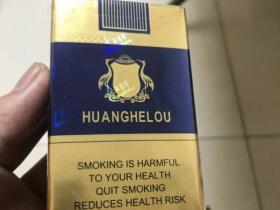 HUANGHELOU
SMOKING IS HARMFUL
TO YOUR HEALTH
QUIT SMOKING
REDUCES HEALTH RISK